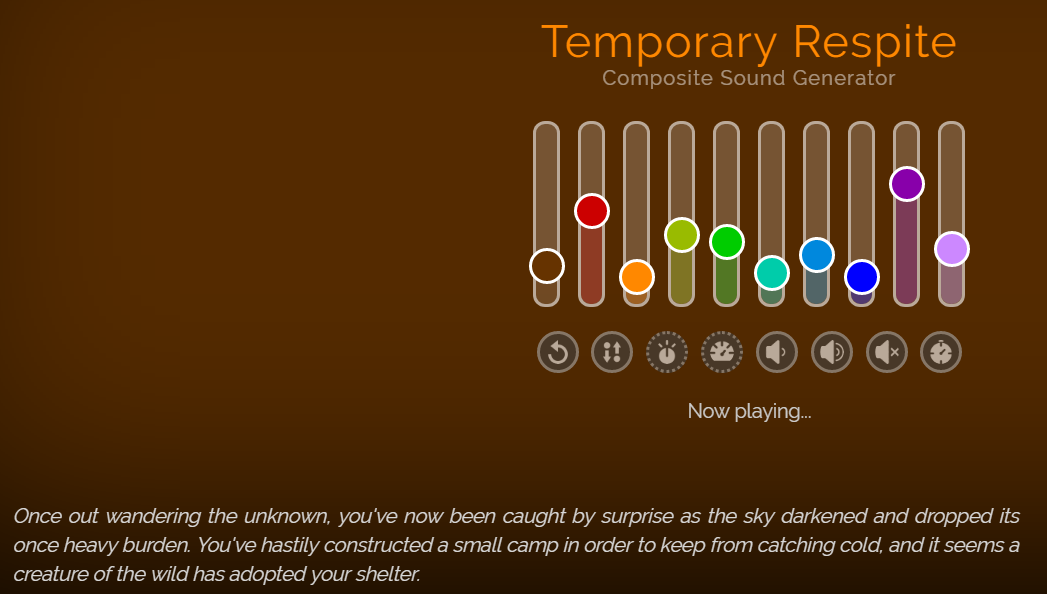 Temporary Respite
Composite Sound Generator
Now playing...
Once out wandering the unknown, you've now been caught by surprise as the sky darkened and dropped its
once heavy burden. You've hastily constructed a small camp in order to keep from catching cold, and it seems a
creature of the wild has adopted your shelter.